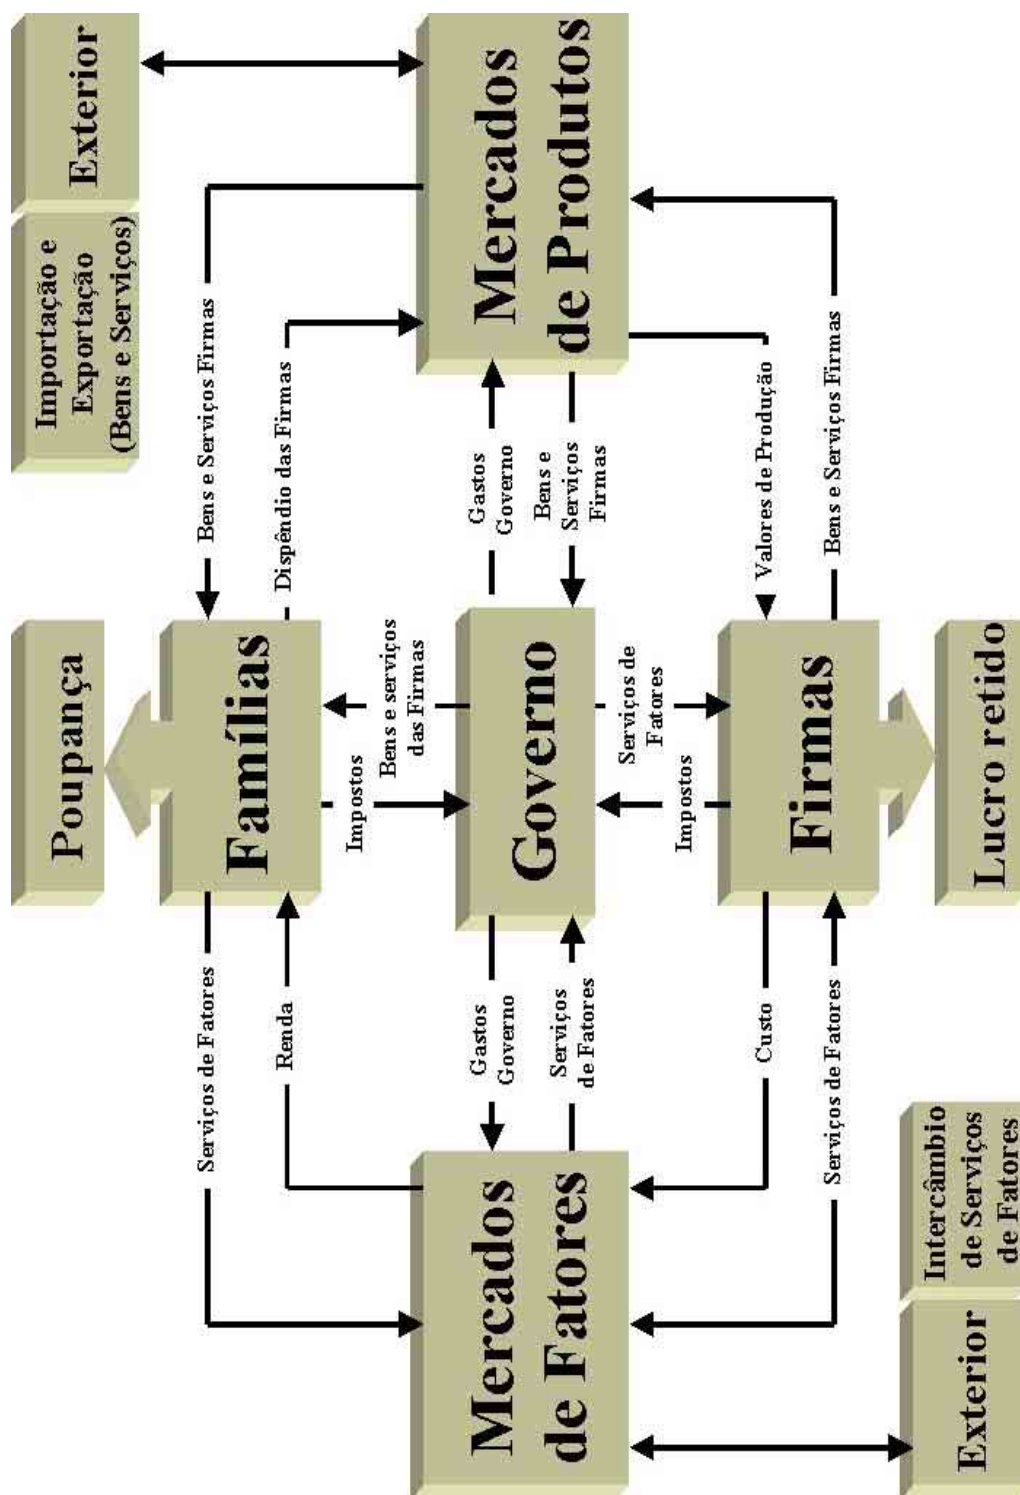 Poupança
Importação e
Exportação
(Bens e Serviços)
Exterior
Serviços de Fatores
Famílias
Bens e Serviços Firmas
Renda
Dispêndio das Firmas
Impostos
Bens e serviços
das Firmas
Mercados
de Fatores
Gastos
Governo
Serviços
de Fatores
Governo
Gastos
Governo
Bens e
Serviços
Firmas
Mercados
de Produtos
Impostos
Serviços de
Fatores
Custo
Firmas
Valores de Produção
Serviços de Fatores
Bens e Serviços Firmas
Exterior
Intercâmbio
de Serviços
de Fatores
Lucro retido